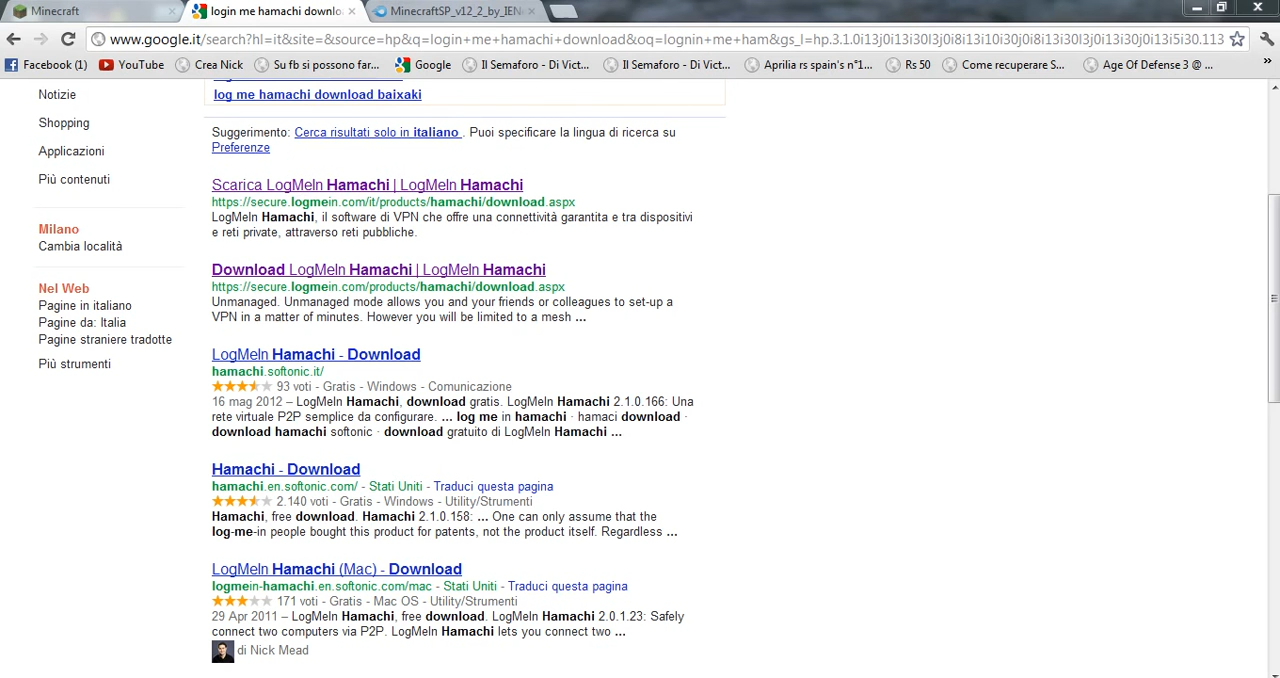 Minecraft
login me hamachi downlo
MinecraftSP_v12_2_by_IEN
www.google.it/search?hl=it&site=&source=hp&q=login+me+hamachi+download&oq=lognin+me+ham&gs_l=hp.3.1.0i13j0i13i30l3j0i8i13i10i30j0i8i13i30l3j0i13i30j0i13i5i30.113
Facebook (1)
YouTube
Crea Nick
Su fb si possono far...
Google
Il Semaforo - Di Vict...
Il Semaforo - Di Vict...
Aprilia rs spain's n°1...
Rs 50
Come recuperare S...
Age Of Defense 3 @ ...
Notizie
Shopping
Applicazioni
Più contenuti
Milano
Cambia località
Nel Web
Pagine in italiano
Pagine da: Italia
Pagine straniere tradotte
Più strumenti
log me hamachi download baixaki
Suggerimento: Cerca risultati solo in italiano . Puoi specificare la lingua di ricerca su
Preferenze
Scarica LogMeIn Hamachi | LogMeIn Hamachi
https://secure.logmein.com/it/products/hamachi/download.aspx
LogMeIn Hamachi, il software di VPN che offre una connettività garantita e tra dispositivi
e reti private, attraverso reti pubbliche.
Download LogMeIn Hamachi | LogMeIn Hamachi
https://secure.logmein.com/products/hamachi/download.aspx
Unmanaged. Unmanaged mode allows you and your friends or colleagues to set-up a
VPN in a matter of minutes. However you will be limited to a mesh ...
LogMeIn Hamachi - Download
hamachi.softonic.it/
93 voti - Gratis - Windows - Comunicazione
16 mag 2012 – LogMeIn Hamachi, download gratis. LogMeIn Hamachi 2.1.0.166: Una
rete virtuale P2P semplice da configurare. ... log me in hamachi · hamaci download ·
download hamachi softonic · download gratuito di LogMeIn Hamachi ...
Hamachi - Download
hamachi.en.softonic.com/ - Stati Uniti - Traduci questa pagina
2.140 voti - Gratis - Windows - Utility/Strumenti
Hamachi, free download. Hamachi 2.1.0.158: ... One can only assume that the
log-me-in people bought this product for patents, not the product itself. Regardless ...
LogMeIn Hamachi (Mac) - Download
logmein-hamachi.en.softonic.com/mac - Stati Uniti - Traduci questa pagina
171 voti - Gratis - Mac OS - Utility/Strumenti
29 Apr 2011 – LogMeIn Hamachi, free download. LogMeIn Hamachi 2.0.1.23: Safely
connect two computers via P2P. LogMeIn Hamachi lets you connect two ...
di Nick Mead